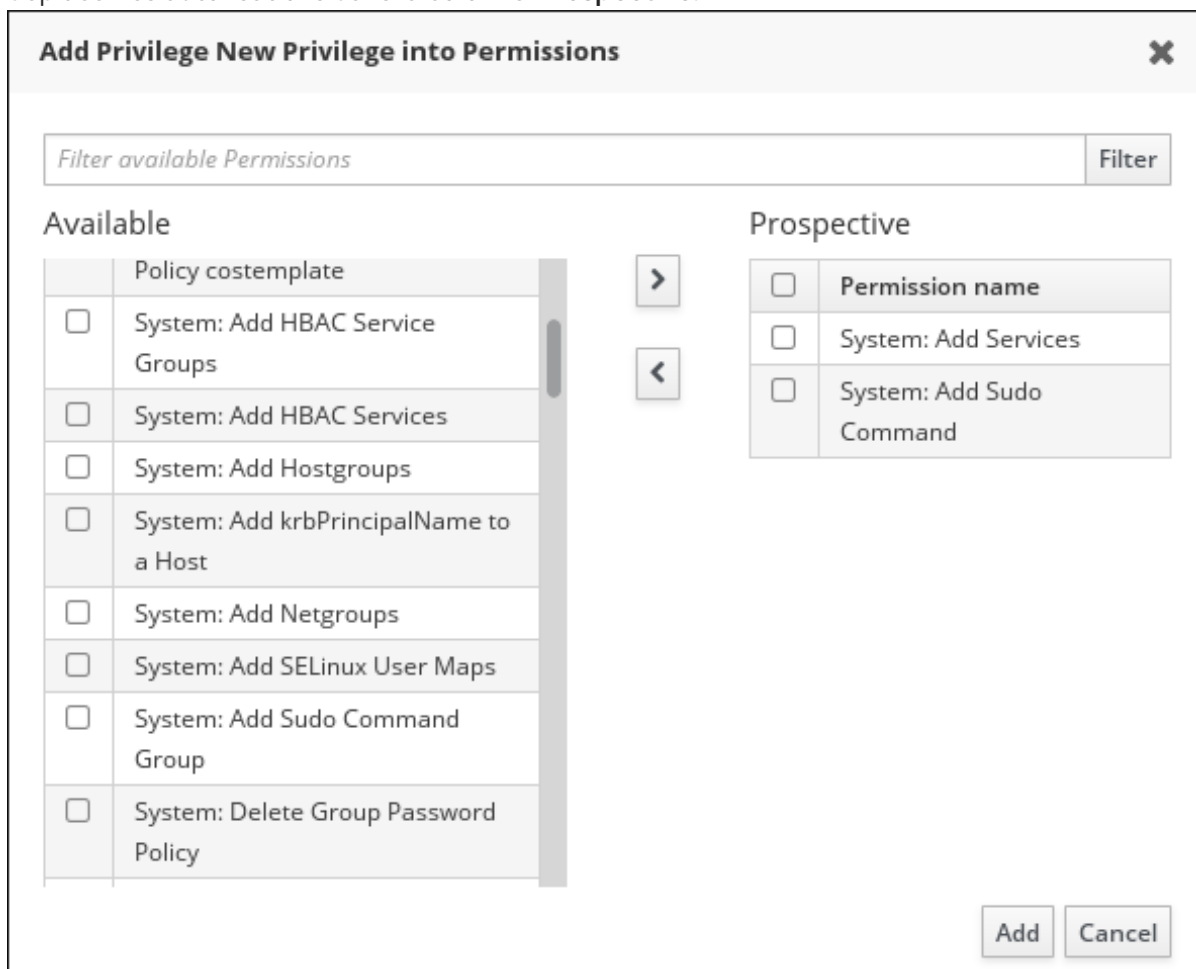 Add Privilege New Privilege into Permissions
Filter available Permissions
Filter
Available
Policy costemplate
System: Add HBAC Service
Groups
System: Add HBAC Services
System: Add Hostgroups
System: Add krbPrincipalName to
a Host
System: Add Netgroups
System: Add SELinux User Maps
System: Add Sudo Command
Group
System: Delete Group Password
Policy
Prospective
Permission name
System: Add Services
System: Add Sudo
Command
Add
Cancel